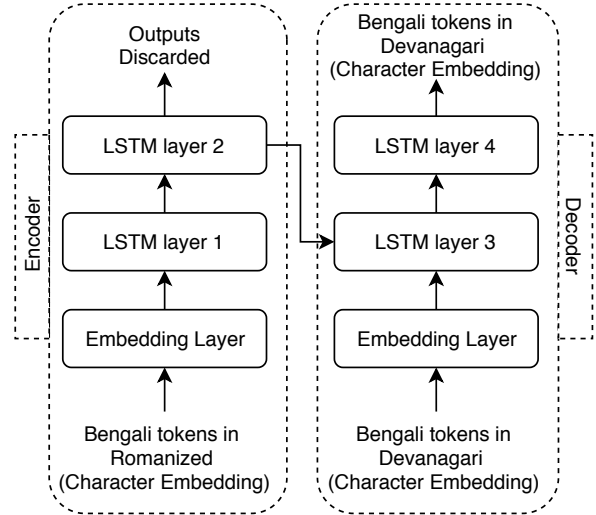 Outputs
Discarded
LSTM layer 2
LSTM layer 1
Embedding Layer
Bengali tokens in
Romanized
(Character Embedding)
Encoder
Bengali tokens in
Devanagari
(Character Embedding)
LSTM layer 4
LSTM layer 3
Embedding Layer
Bengali tokens in
Devanagari
(Character Embedding)
Decoder